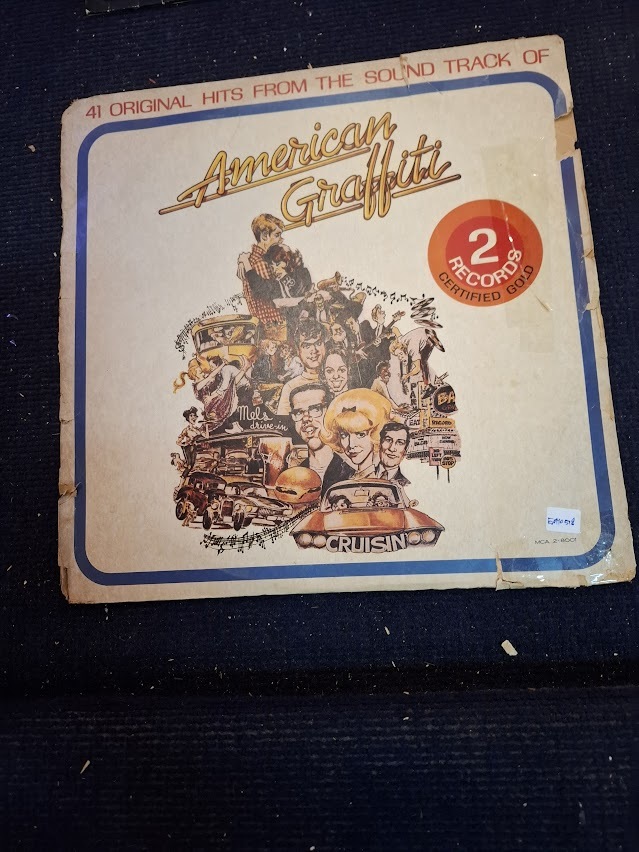 41 ORIGINAL HITS FROM THE SOUND TRACK OF
American
Graffiti
2
RECORDS
CERTIFIED GOLD
Mel's
drive-in
EAT
CRUISIN'
MCA 2-8001